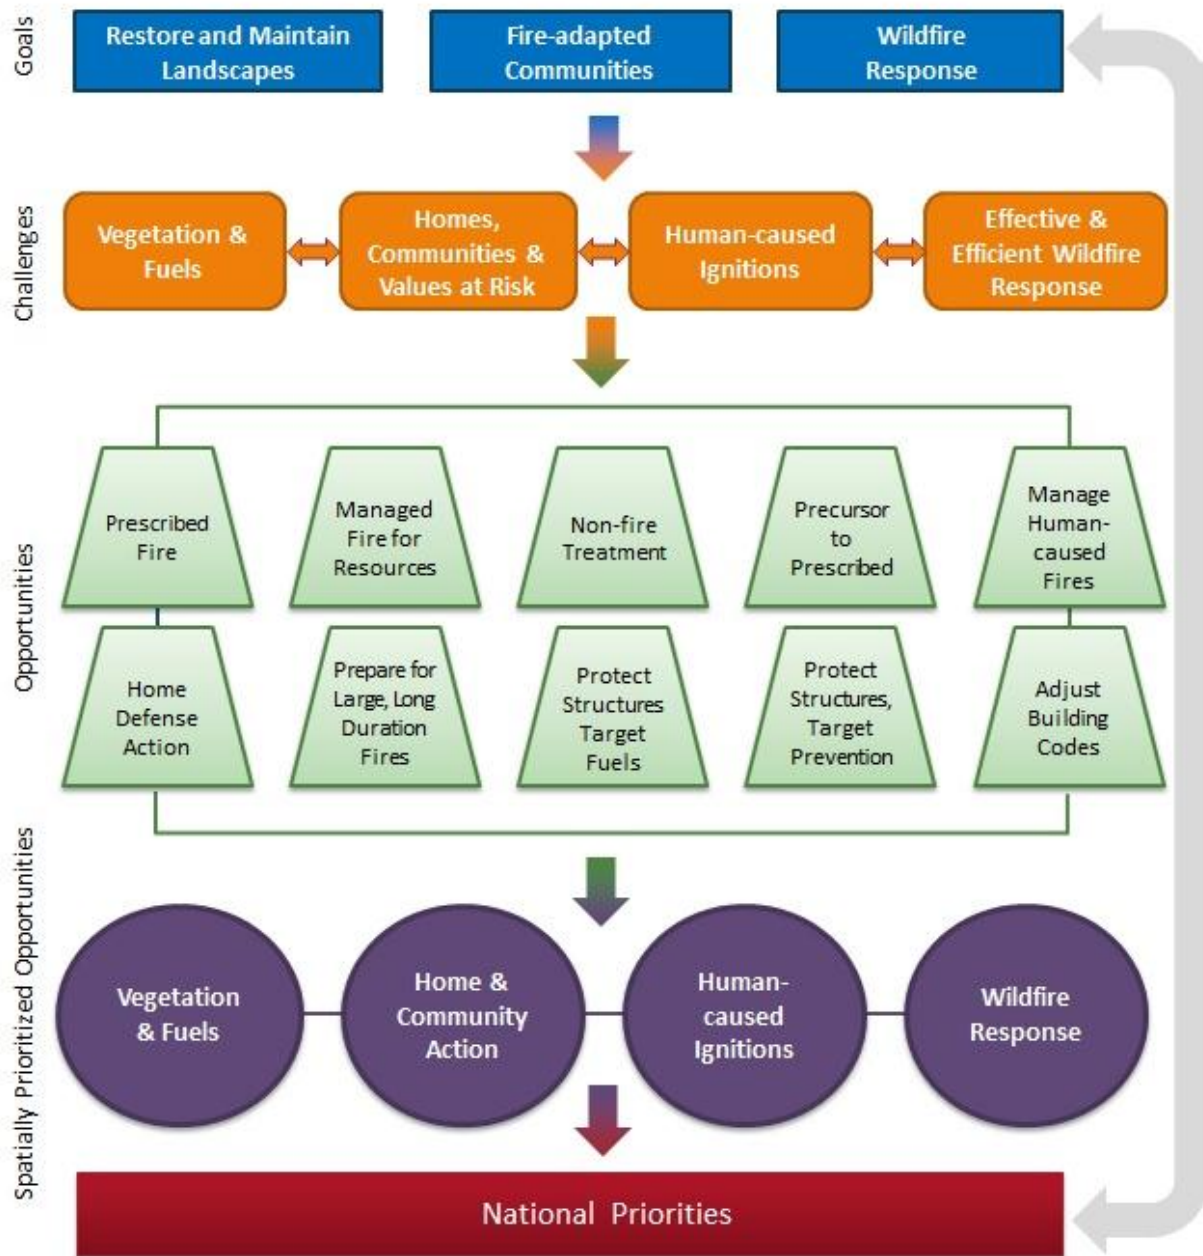 Goals
Restore and Maintain
Landscapes
Fire-adapted
Communities
Wildfire
Response
Challenges
Vegetation &
Fuels
Homes,
Communities &
Values at Risk
Human-caused
Ignitions
Effective &
Efficient Wildfire
Response
Opportunities
Prescribed
Fire
Managed
Fire for
Resources
Non-fire
Treatment
Precursor
to
Prescribed
Manage
Human-
caused
Fires
Home
Defense
Action
Prepare for
Large, Long
Duration
Fires
Protect
Structures
Target
Fuels
Protect
Structures,
Target
Prevention
Adjust
Building
Codes
Spatially Prioritized Opportunities
Vegetation
& Fuels
Home &
Community
Action
Human-
caused
Ignitions
Wildfire
Response
National Priorities